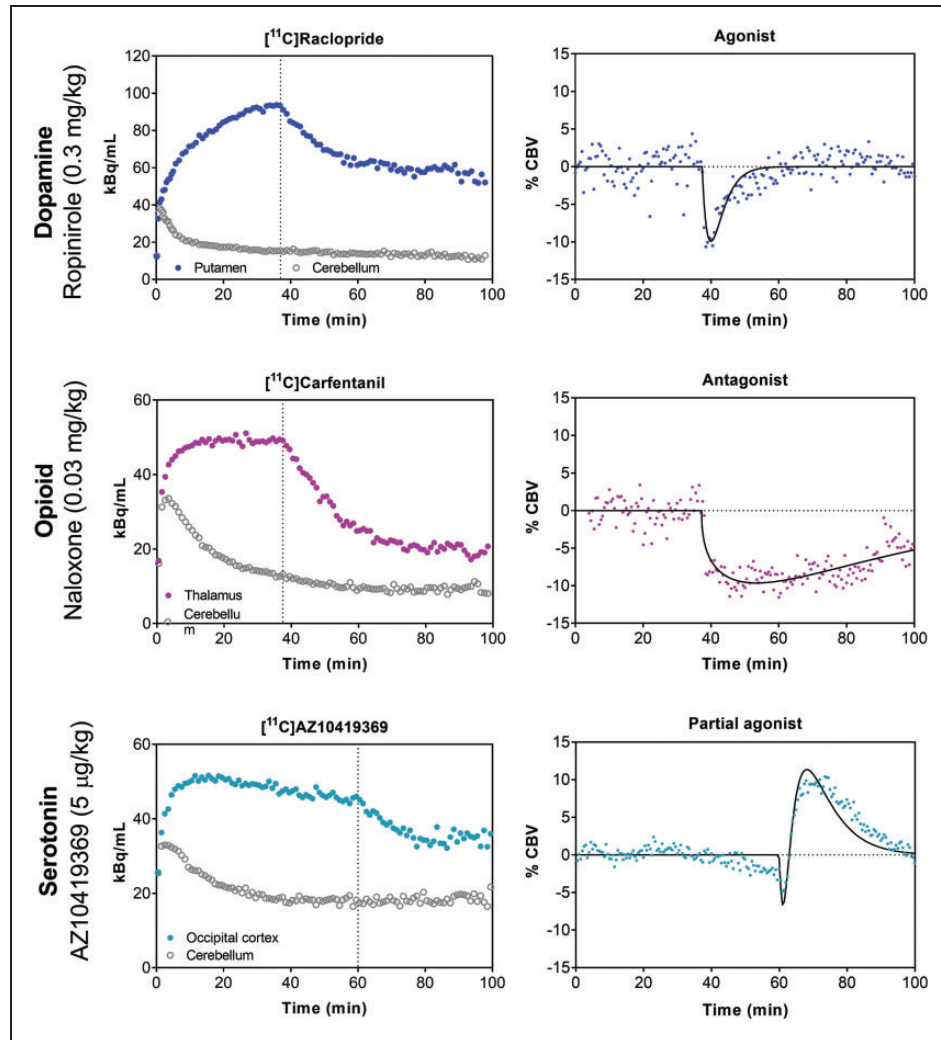 Dopamine
Ropinirole (0.3 mg/kg)
[¹¹C]Raclopride
kBq/mL
120
100
80
60
40
20
0
Putamen
Cerebellum
0 20 40 60 80 100
Time (min)
Agonist
% CBV
15
10
5
0
-5
-10
-15
0 20 40 60 80 100
Time (min)
Opioid
Naloxone (0.03 mg/kg)
[¹¹C]Carfentanil
kBq/mL
60
40
20
0
Thalamus
Cerebellu
m
0 20 40 60 80 100
Time (min)
Antagonist
% CBV
15
10
5
0
-5
-10
-15
0 20 40 60 80 100
Time (min)
Serotonin
AZ10419369 (5 μg/kg)
[¹¹C]AZ10419369
kBq/mL
60
40
20
0
Occipital cortex
Cerebellum
0 20 40 60 80 100
Time (min)
Partial agonist
% CBV
15
10
5
0
-5
-10
-15
0 20 40 60 80 100
Time (min)